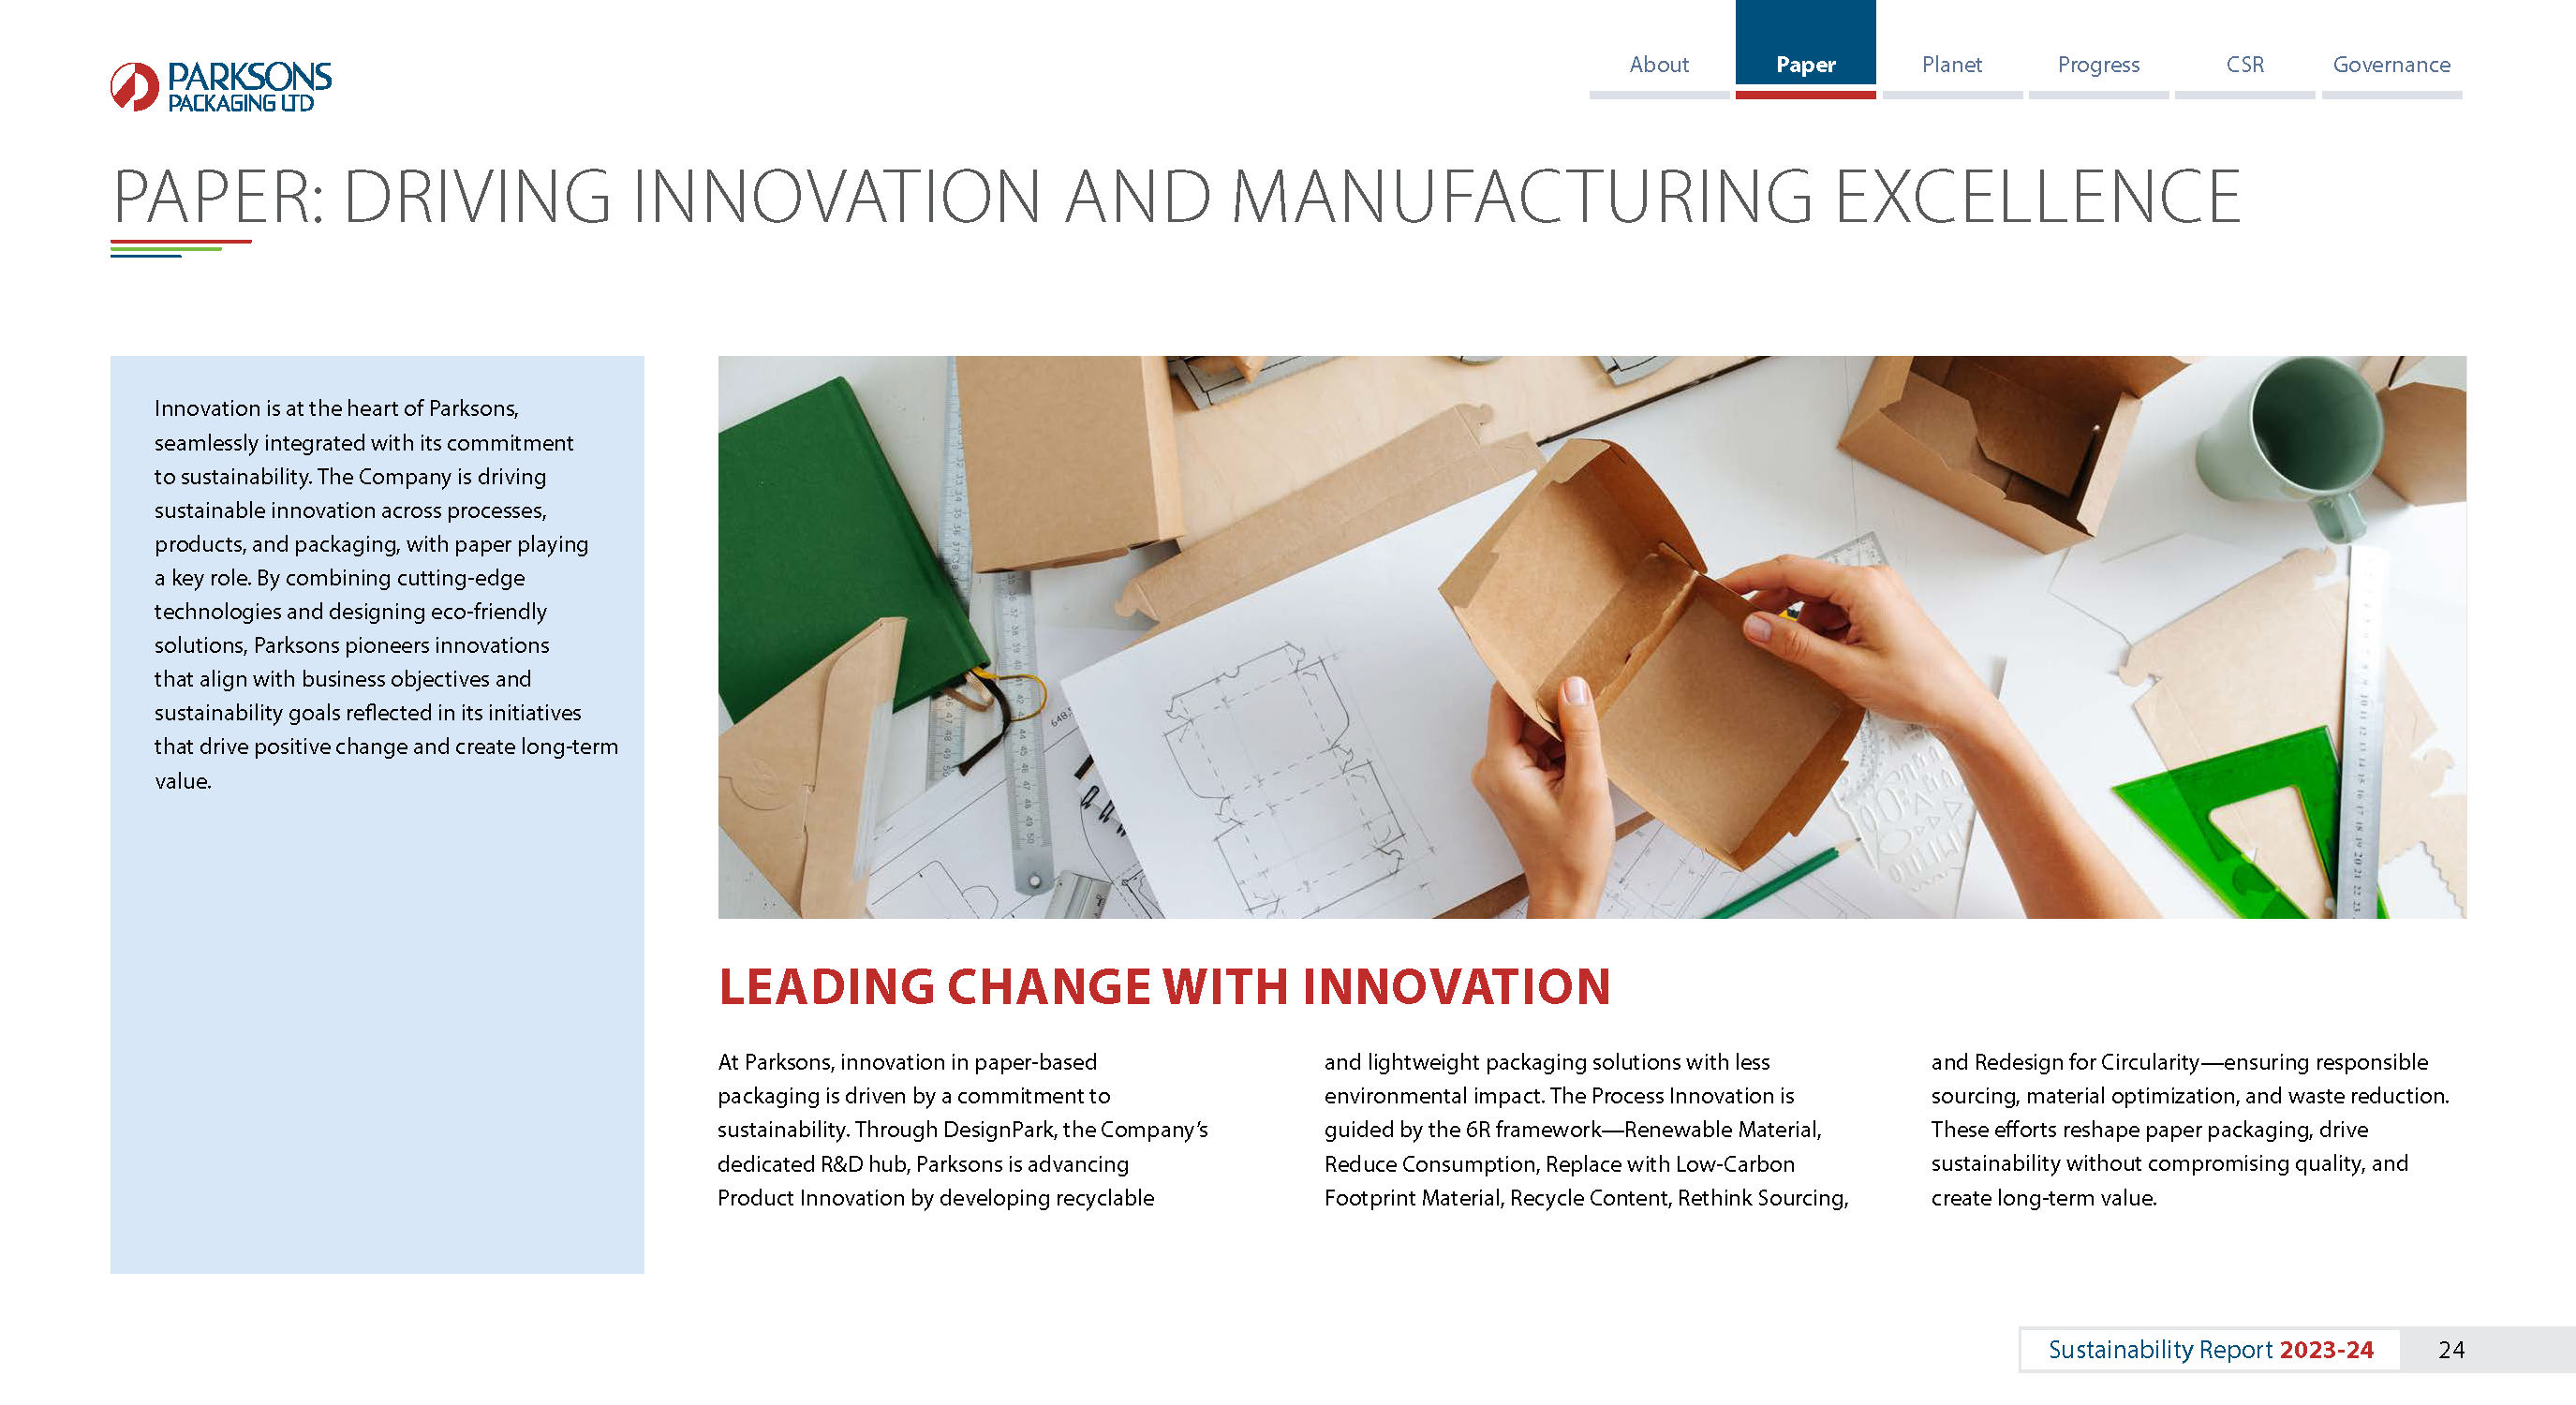 PARKSONS
PACKAGING LTD
About
Paper
Planet
Progress
CSR
Governance
PAPER: DRIVING INNOVATION AND MANUFACTURING EXCELLENCE
Innovation is at the heart of Parksons,
seamlessly integrated with its commitment
to sustainability. The Company is driving
sustainable innovation across processes,
products, and packaging, with paper playing
a key role. By combining cutting-edge
technologies and designing eco-friendly
solutions, Parksons pioneers innovations
that align with business objectives and
sustainability goals reflected in its initiatives
that drive positive change and create long-term
value.
LEADING CHANGE WITH INNOVATION
At Parksons, innovation in paper-based
packaging is driven by a commitment to
sustainability. Through DesignPark, the Company’s
dedicated R&D hub, Parksons is advancing
Product Innovation by developing recyclable
and lightweight packaging solutions with less
environmental impact. The Process Innovation is
guided by the 6R framework—Renewable Material,
Reduce Consumption, Replace with Low-Carbon
Footprint Material, Recycle Content, Rethink Sourcing,
and Redesign for Circularity—ensuring responsible
sourcing, material optimization, and waste reduction.
These efforts reshape paper packaging, drive
sustainability without compromising quality, and
create long-term value.
Sustainability Report 2023-24
24